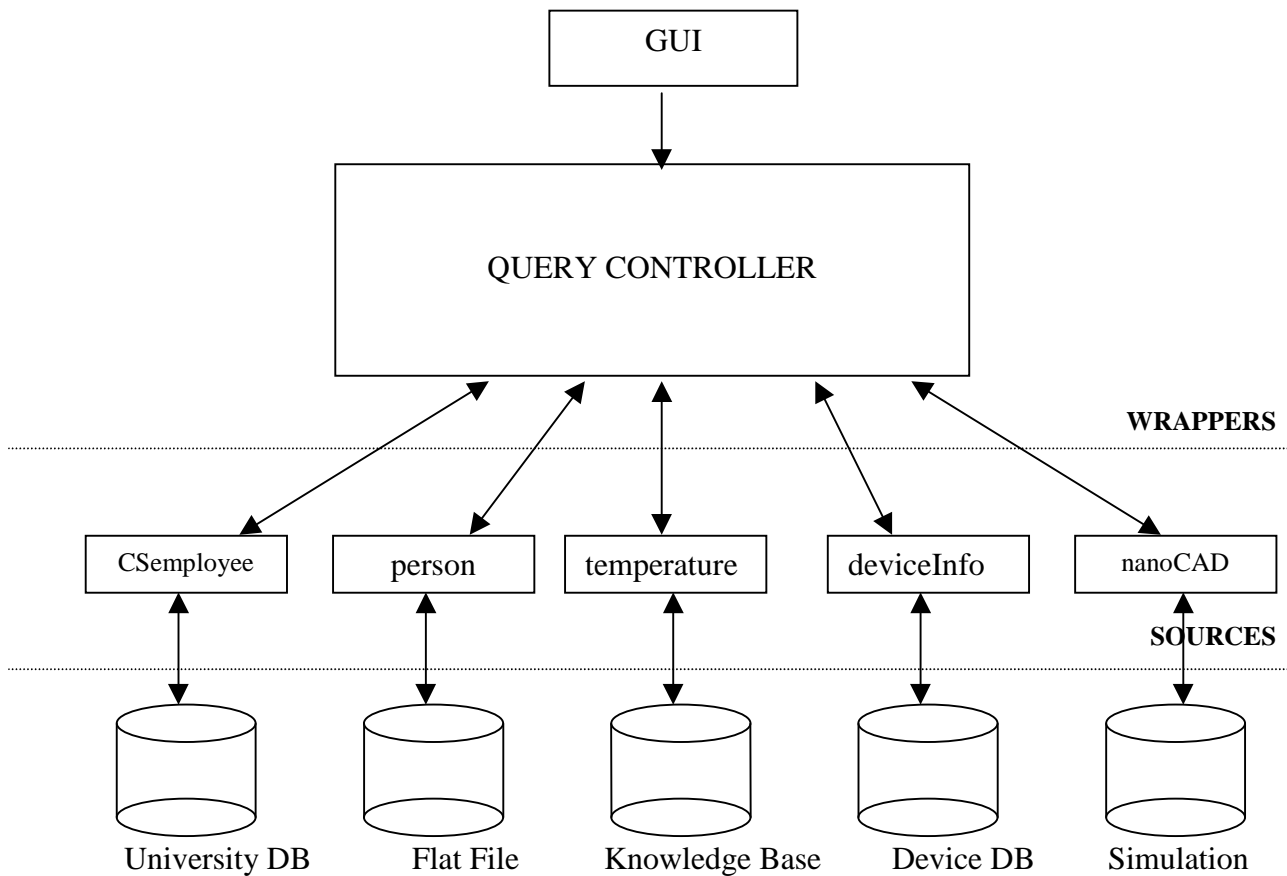 GUI
QUERY CONTROLLER
WRAPPERS
CSemployee
person
temperature
deviceInfo
nanoCAD
SOURCES
University DB
Flat File
Knowledge Base
Device DB
Simulation